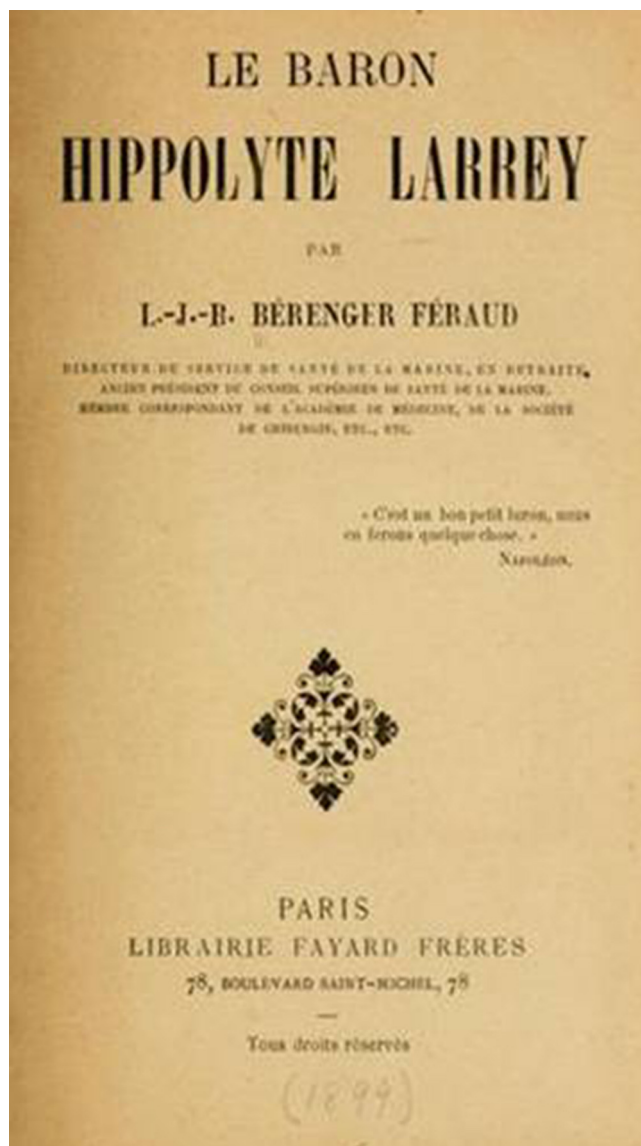 LE BARON
HIPPOLYTE LARREY
PAR
L.-J.-B. BÉRENGER FÉRAUD
DIRECTEUR DU SERVICE DE SANTÉ DE LA MARINE, EN RETRAITE,
ANCIEN PRÉSIDENT DU CONSEIL SUPÉRIEUR DE SANTÉ DE LA MARINE,
MEMBRE CORRESPONDANT DE L'ACADÉMIE DE MÉDECINE, DE LA SOCIÉTÉ
DE CHIRURGIE, ETC., ETC.
« C'est un bon petit luron, nous
en ferons quelque chose. »
NAPOLÉON.
PARIS
LIBRAIRIE FAYARD FRÈRES
78, BOULEVARD SAINT-MICHEL, 78
Tous droits réservés
(1899)